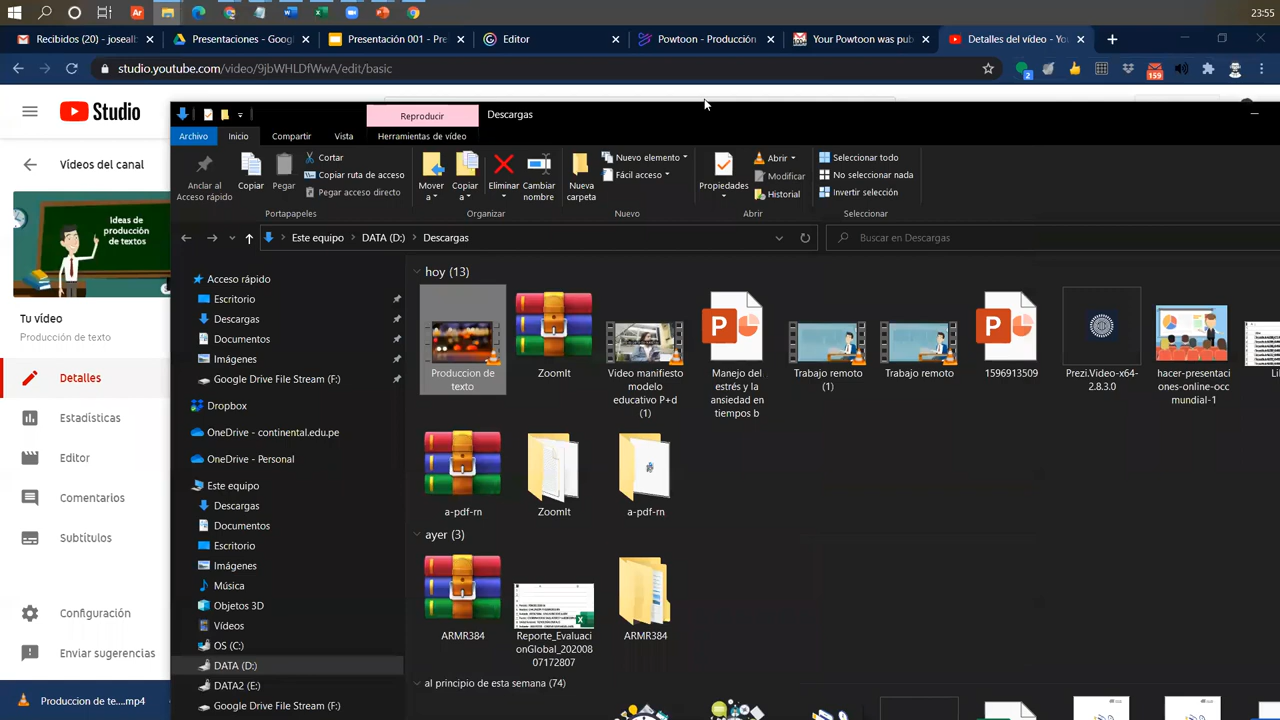 23:55
Recibidos (20) - josealb
Presentaciones - Googl
Presentación 001 - Pre
Editor
Powtoon - Producción
Your Powtoon was pub
Detalles del vídeo - Yo
studio.youtube.com/video/9jbWHLDfWwA/edit/basic
2
159
Studio
Reproducir
Descargas
Archivo
Inicio
Compartir
Vista
Herramientas de vídeo
Vídeos del canal
Anclar al
Acceso rápido
Copiar
Pegar
Cortar
Copiar ruta de acceso
Pegar acceso directo
Portapapeles
Mover
a
Copiar
a
Eliminar
Cambiar
nombre
Organizar
Nueva
carpeta
Nuevo elemento
Fácil acceso
Nuevo
Propiedades
Abrir
Modificar
Historial
Abrir
Seleccionar todo
No seleccionar nada
Invertir selección
Seleccionar
Ideas de
producción
de textos
Este equipo
DATA (D:)
Descargas
Buscar en Descargas
Tu vídeo
Producción de texto
Detalles
Estadísticas
Editor
Comentarios
Subtítulos
Configuración
Enviar sugerencias
Acceso rápido
Escritorio
Descargas
Documentos
Imágenes
Google Drive File Stream (F:)
Dropbox
OneDrive - continental.edu.pe
OneDrive - Personal
Este equipo
Descargas
Documentos
Escritorio
Imágenes
Música
Objetos 3D
Vídeos
OS (C:)
DATA (D:)
DATA2 (E:)
Google Drive File Stream (F:)
hoy (13)
Produccion de
texto
ZoomIt
Video manifiesto
modelo
educativo P+d
(1)
Manejo del
estrés y la
ansiedad en
tiempos b
Trabajo remoto
(1)
Trabajo remoto
1596913509
Prezi.Video-x64-
2.8.3.0
hacer-presentaci
ones-online-occ
mundial-1
a-pdf-rn
ZoomIt
a-pdf-rn
ayer (3)
ARMR384
Reporte_Evaluaci
onGlobal_202008
07172807
ARMR384
al principio de esta semana (74)
Produccion de te....mp4